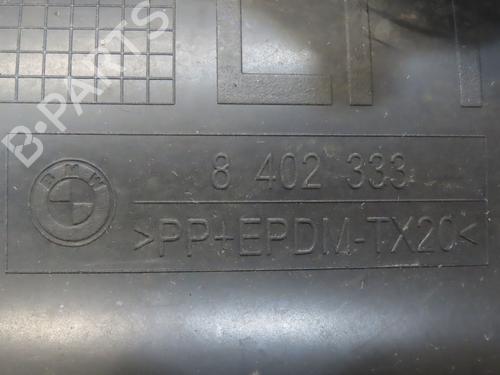 B-PARTS
BMW
8 402 333
>PP+EPDM-TX20<